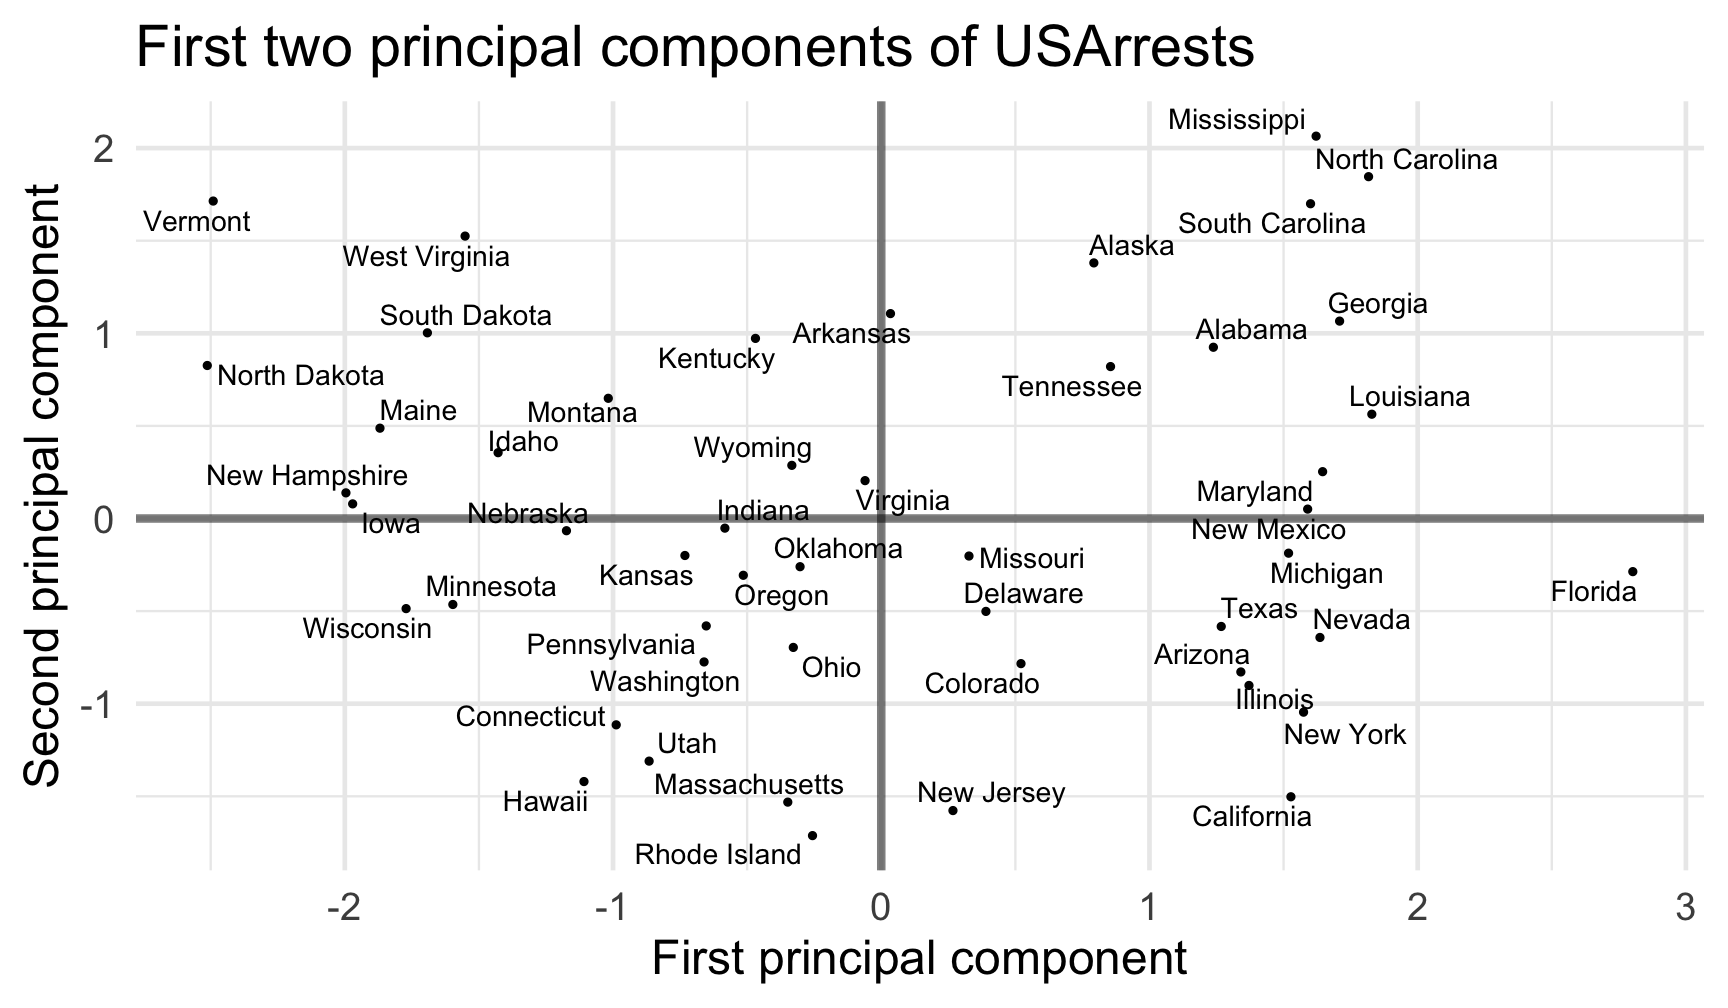 First two principal components of USArrests
Second principal component
2
1
0
-1
Mississippi
North Carolina
Vermont
South Carolina
West Virginia
Alaska
South Dakota
Georgia
Arkansas
Alabama
Kentucky
North Dakota
Tennessee
Louisiana
Maine
Montana
Idaho
Wyoming
New Hampshire
Maryland
Virginia
Indiana
Nebraska
Iowa
New Mexico
Oklahoma
Missouri
Kansas
Michigan
Minnesota
Florida
Oregon
Delaware
Texas
Nevada
Wisconsin
Pennsylvania
Arizona
Ohio
Washington
Colorado
Illinois
Connecticut
New York
Utah
Massachusetts
New Jersey
Hawaii
California
Rhode Island
-2
-1
0
1
2
3
First principal component